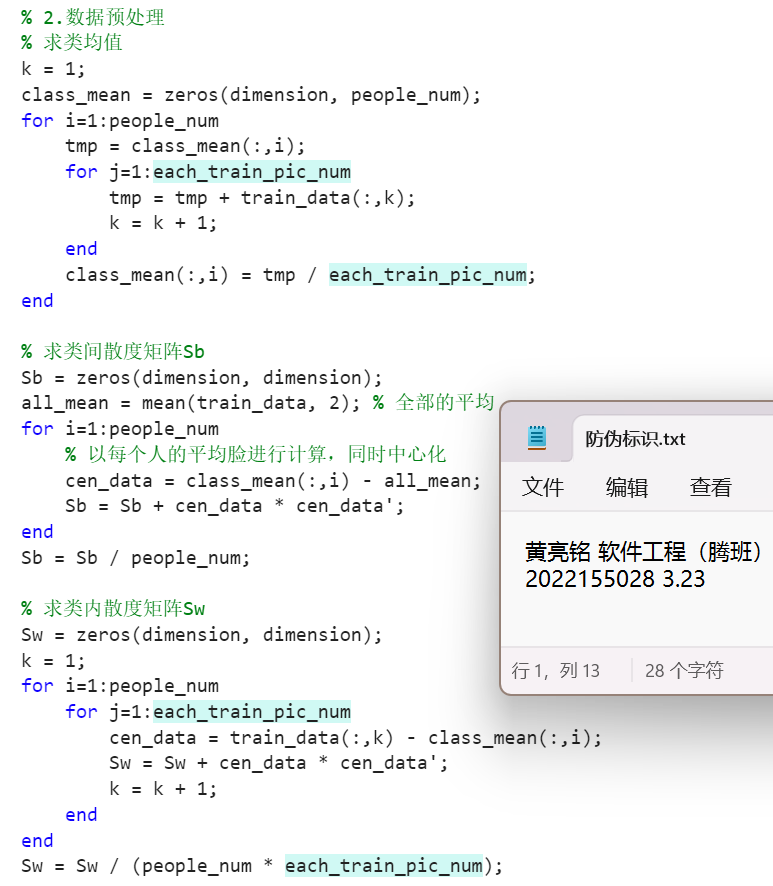 % 2.数据预处理
% 求类均值
k = 1;
class_mean = zeros(dimension, people_num);
for i=1:people_num
    tmp = class_mean(:,i);
    for j=1:each_train_pic_num
        tmp = tmp + train_data(:,k);
        k = k + 1;
    end
    class_mean(:,i) = tmp / each_train_pic_num;
end
% 求类间散度矩阵Sb
Sb = zeros(dimension, dimension);
all_mean = mean(train_data, 2); % 全部的平均
for i=1:people_num
    % 以每个人的平均脸进行计算，同时中心化
    cen_data = class_mean(:,i) - all_mean;
    Sb = Sb + cen_data * cen_data';
end
Sb = Sb / people_num;
% 求类内散度矩阵Sw
Sw = zeros(dimension, dimension);
k = 1;
for i=1:people_num
    for j=1:each_train_pic_num
        cen_data = train_data(:,k) - class_mean(:,i);
        Sw = Sw + cen_data * cen_data';
        k = k + 1;
    end
end
Sw = Sw / (people_num * each_train_pic_num);
防伪标识.txt
文件 编辑 查看
黄亮铭 软件工程（腾班）
2022155028 3.23
行 1，列 13 28 个字符